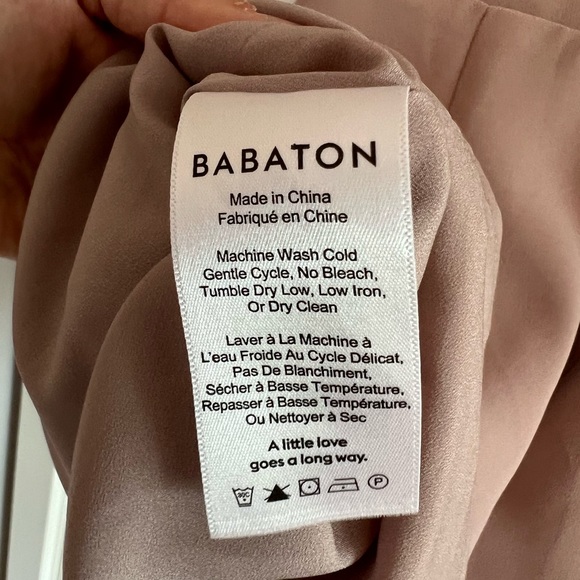 BABATON
Made in China
Fabriqué en Chine
Machine Wash Cold
Gentle Cycle, No Bleach,
Tumble Dry Low, Low Iron,
Or Dry Clean
Laver à La Machine à
L'eau Froide Au Cycle Délicat,
Pas De Blanchiment,
Sécher à Basse Température,
Repasser à Basse Température,
Ou Nettoyer à Sec
A little love
goes a long way.
30C P